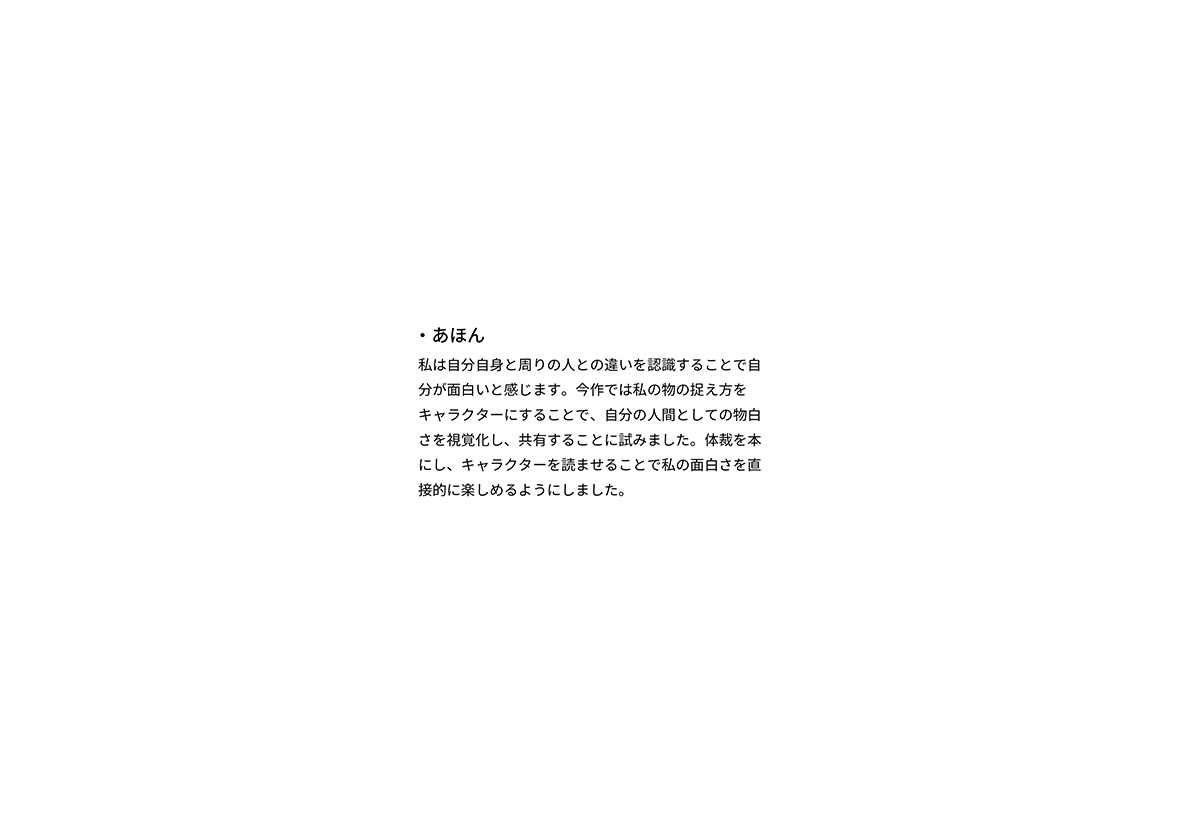 ・あほん
私は自分自身と周りの人との違いを認識することで自
分が面白いと感じます。今作では私の物の捉え方を
キャラクターにすることで、自分の人間としての物白
さを視覚化し、共有することに試みました。体裁を本
にし、キャラクターを読ませることで私の面白さを直
接的に楽しめるようにしました。